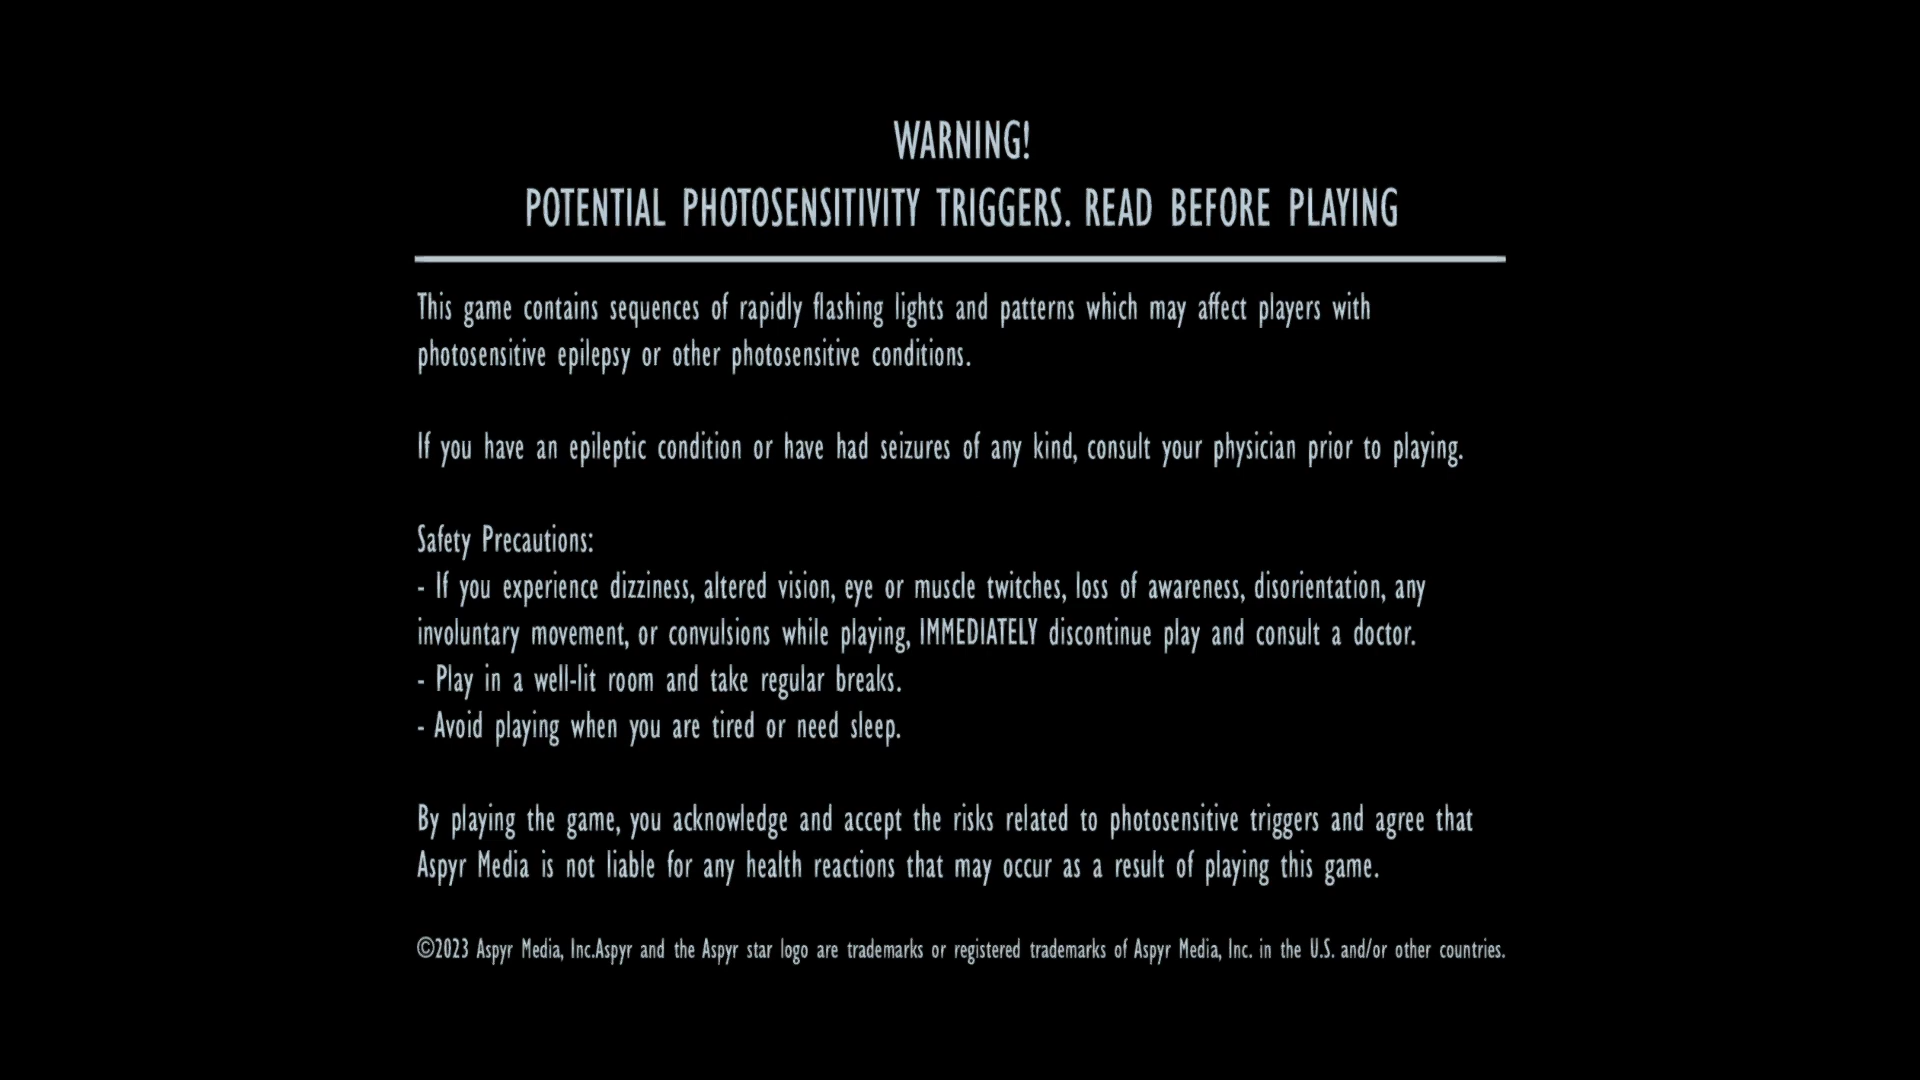 WARNING!
POTENTIAL PHOTOSENSITIVITY TRIGGERS. READ BEFORE PLAYING
This game contains sequences of rapidly flashing lights and patterns which may affect players with
photosensitive epilepsy or other photosensitive conditions.
If you have an epileptic condition or have had seizures of any kind, consult your physician prior to playing.
Safety Precautions:
- If you experience dizziness, altered vision, eye or muscle twitches, loss of awareness, disorientation, any
involuntary movement, or convulsions while playing, IMMEDIATELY discontinue play and consult a doctor.
- Play in a well-lit room and take regular breaks.
- Avoid playing when you are tired or need sleep.
By playing the game, you acknowledge and accept the risks related to photosensitive triggers and agree that
Aspyr Media is not liable for any health reactions that may occur as a result of playing this game.
©2023 Aspyr Media, Inc.Aspyr and the Aspyr star logo are trademarks or registered trademarks of Aspyr Media, Inc. in the U.S. and/or other countries.